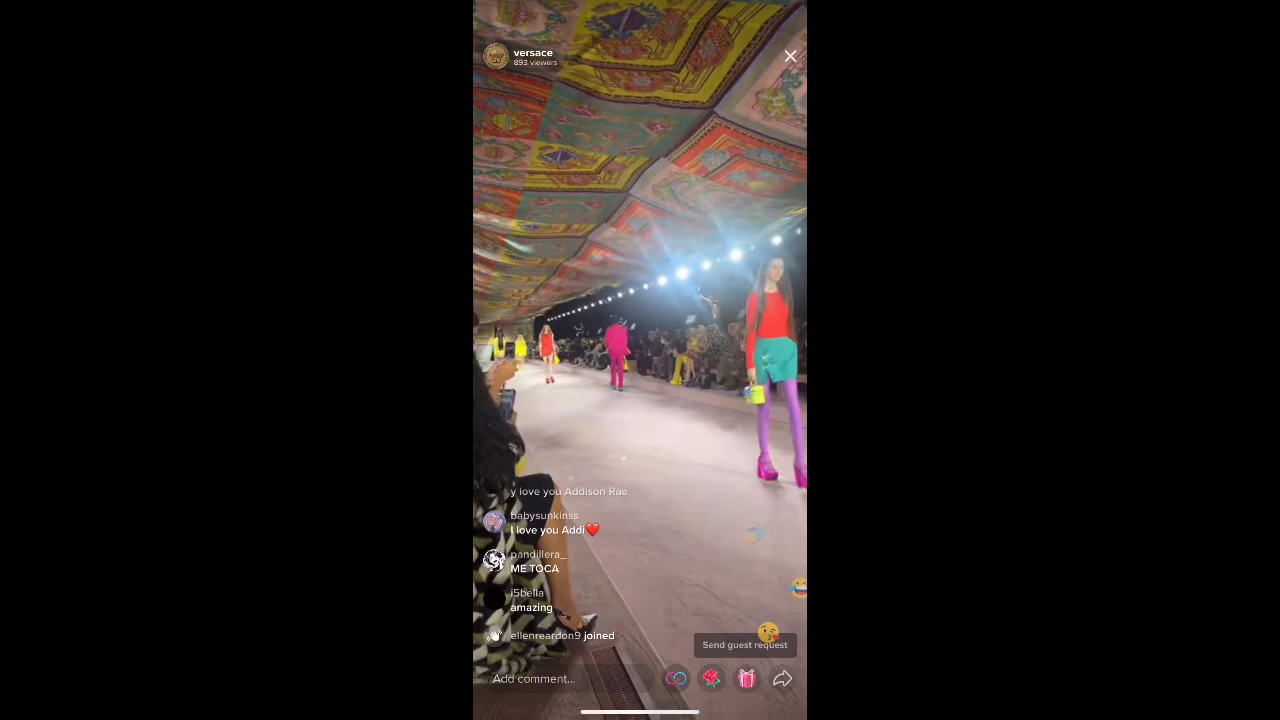 versace
893 viewers
y love you Addison Rae
babysunkinss
I love you Addi❤️
pandillera_
ME TOCA
i5bella
amazing
ellenreardon9 joined
Send guest request
Add comment...